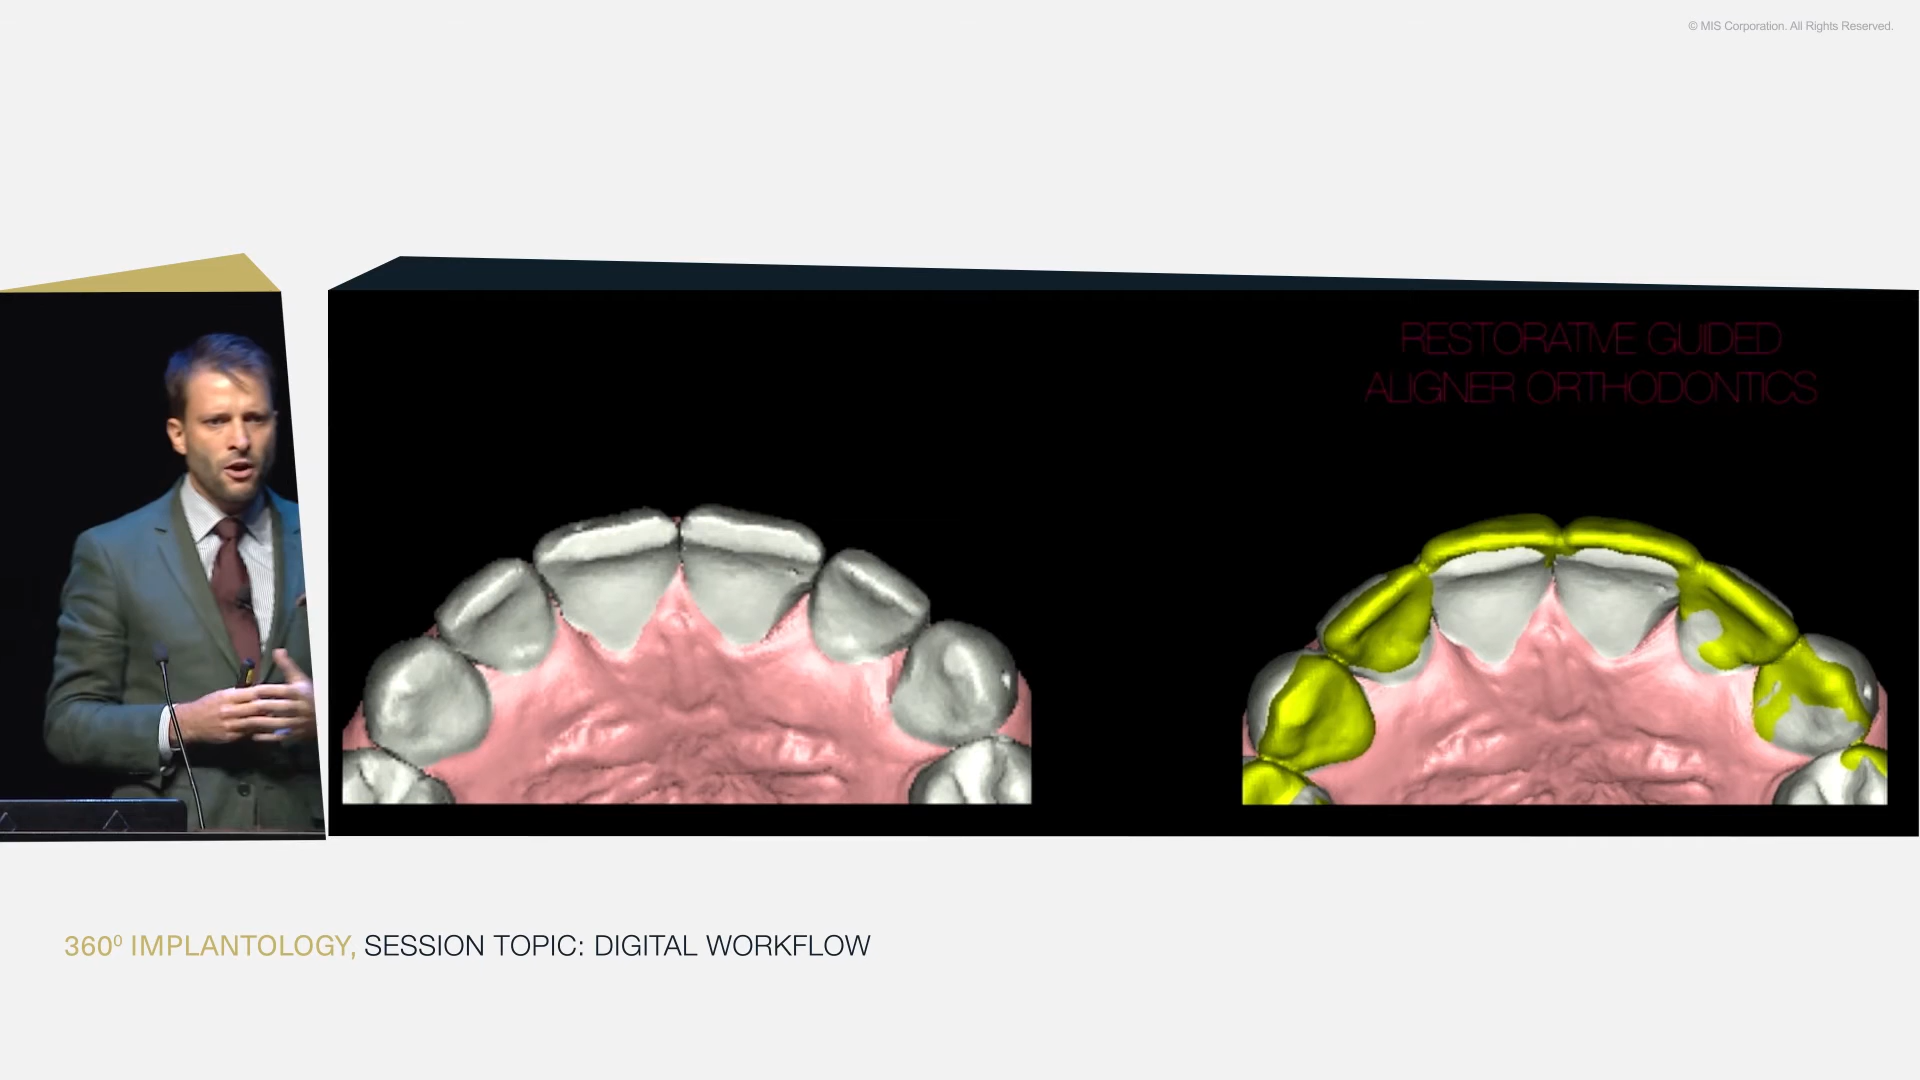 © MIS Corporation. All Rights Reserved.
RESTORATIVE GUIDED
ALIGNER ORTHODONTICS
360⁰ IMPLANTOLOGY, SESSION TOPIC: DIGITAL WORKFLOW